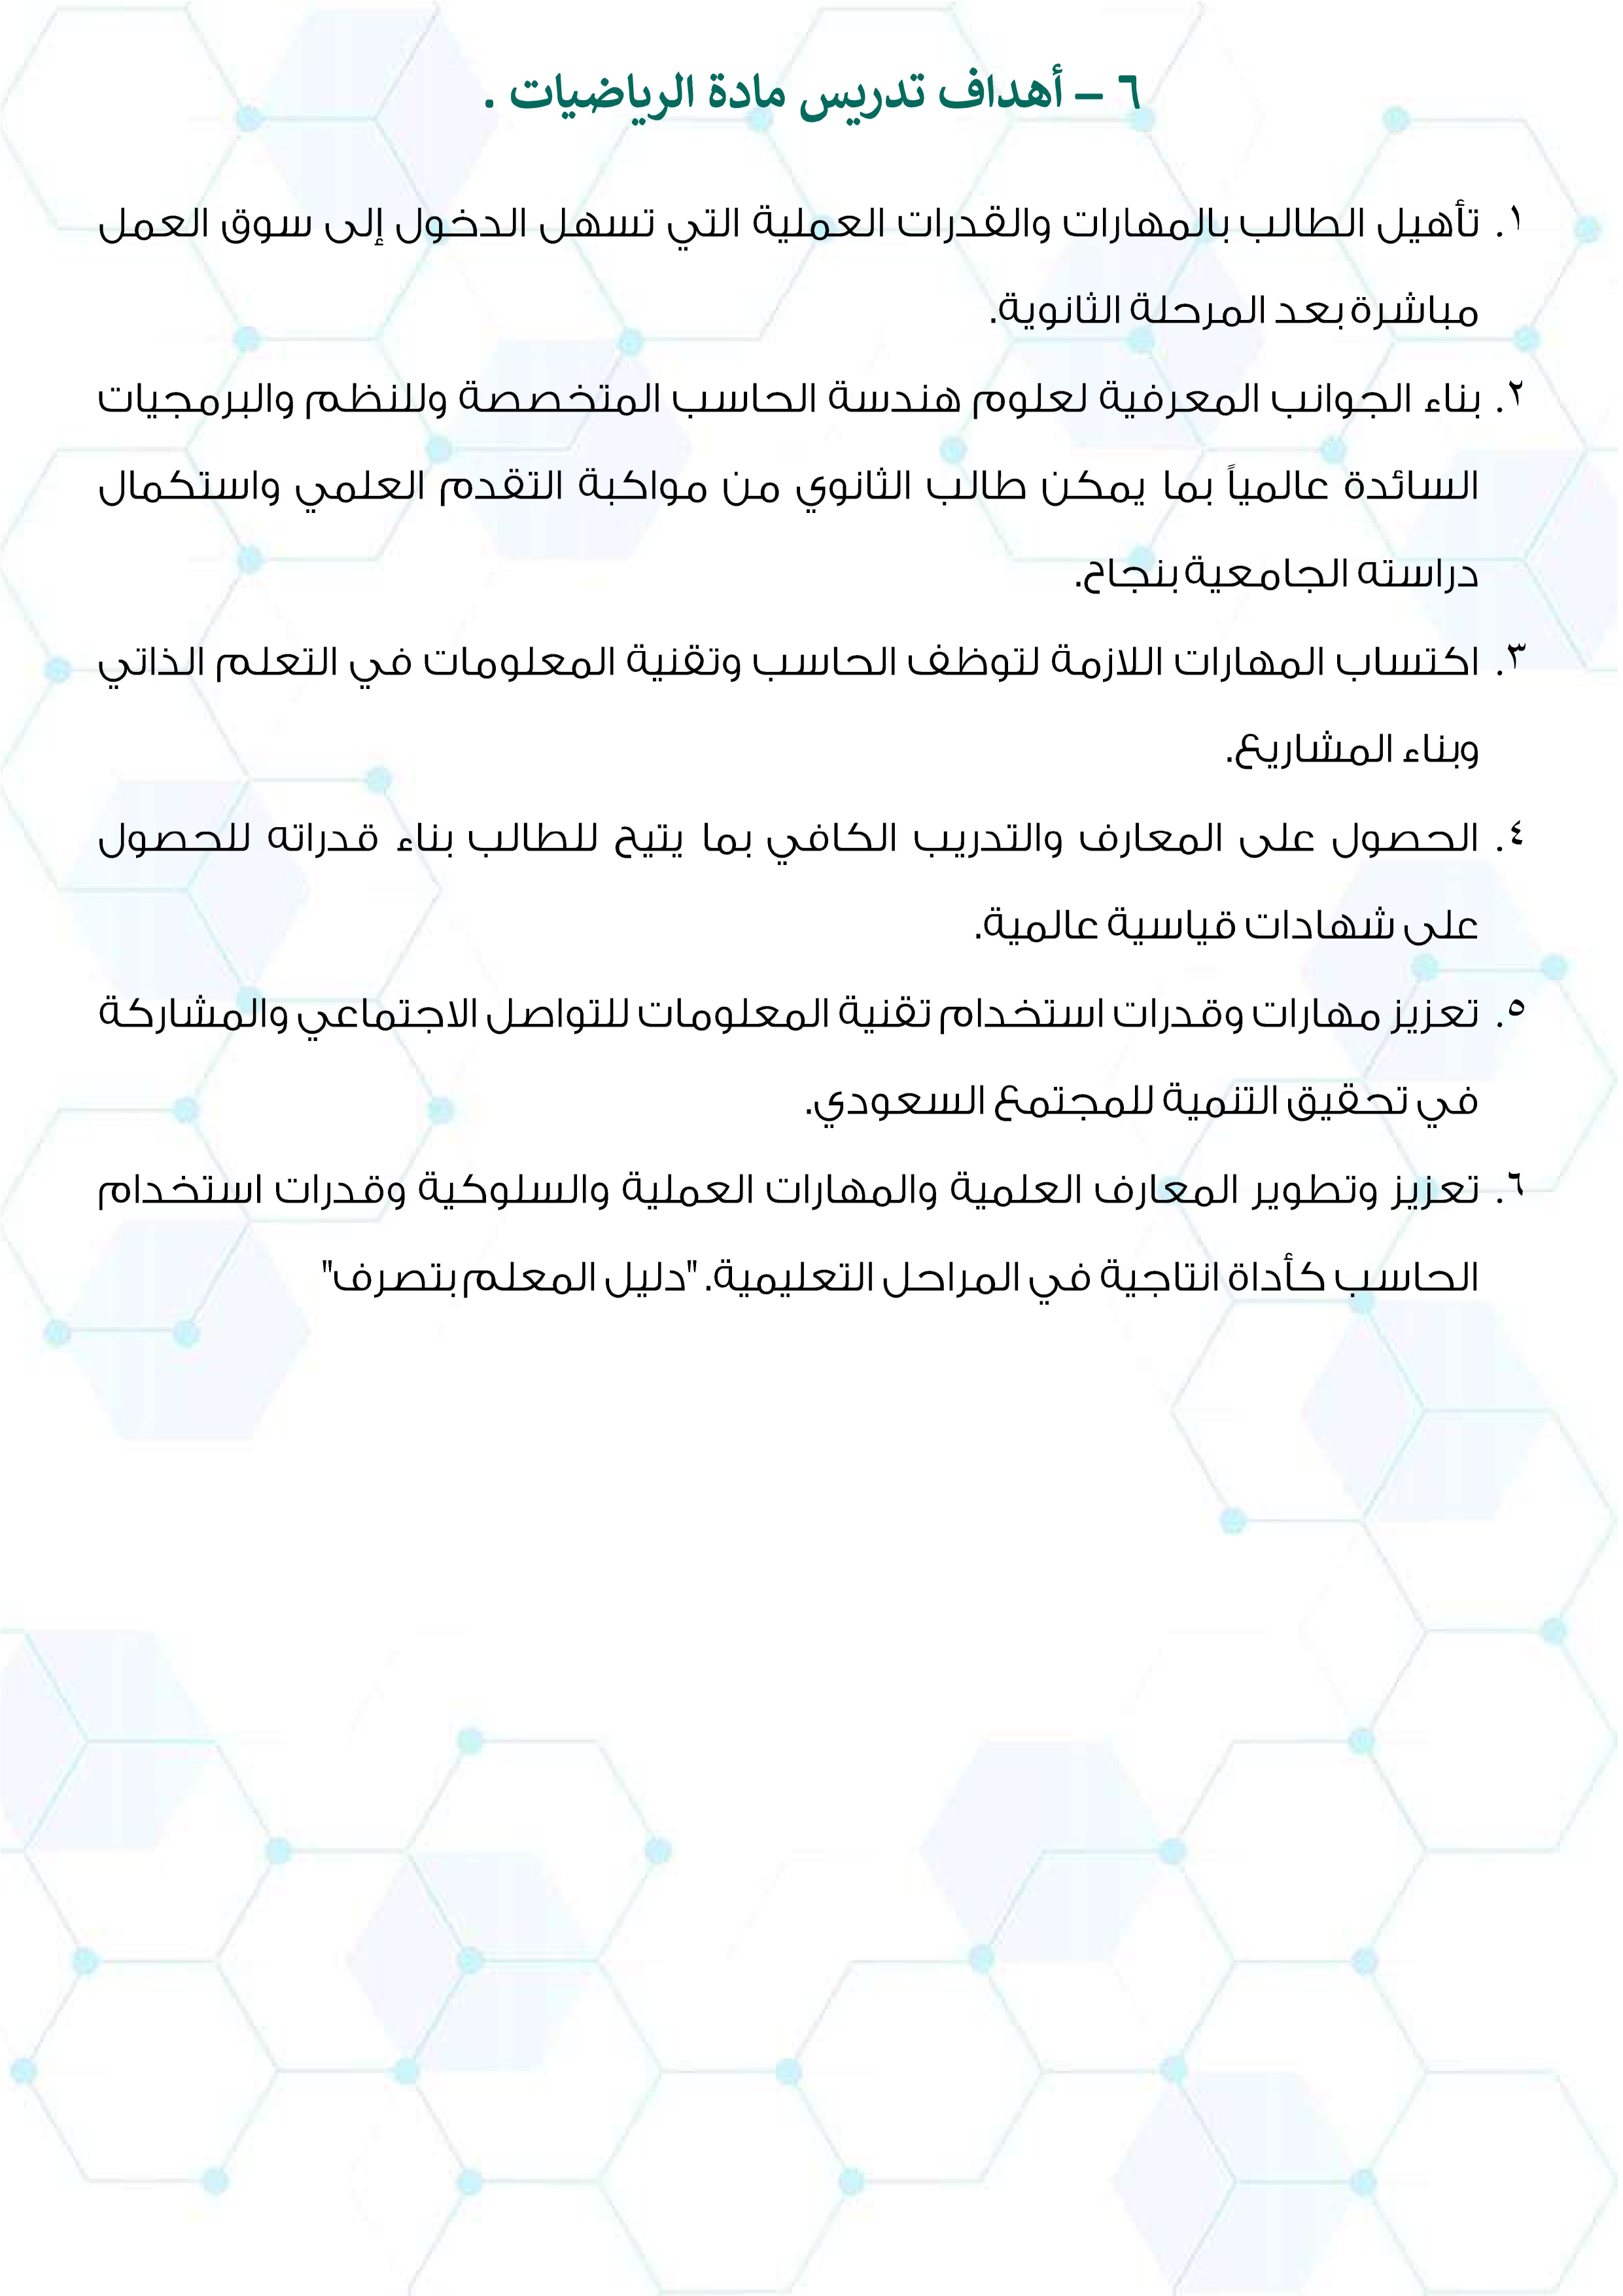 ٦ – أهداف تدريس مادة الرياضيات .
١. تأهيل الطالب بالمهارات والقدرات العملية التي تسهل الدخول إلى سوق العمل
مباشرة بعد المرحلة الثانوية.
٢. بناء الجوانب المعرفية لعلوم هندسة الحاسب المتخصصة وللنظم والبرمجيات
السائدة عالمياً بما يمكن طالب الثانوي من مواكبة التقدم العلمي واستكمال
دراسته الجامعية بنجاح.
٣. اكتساب المهارات اللازمة لتوظف الحاسب وتقنية المعلومات في التعلم الذاتي
وبناء المشاريع.
٤. الحصول على المعارف والتدريب الكافي بما يتيح للطالب بناء قدراته للحصول
على شهادات قياسية عالمية.
٥. تعزيز مهارات وقدرات استخدام تقنية المعلومات للتواصل الاجتماعي والمشاركة
في تحقيق التنمية للمجتمع السعودي.
٦. تعزيز وتطوير المعارف العلمية والمهارات العملية والسلوكية وقدرات استخدام
الحاسب كأداة انتاجية في المراحل التعليمية. "دليل المعلم بتصرف"